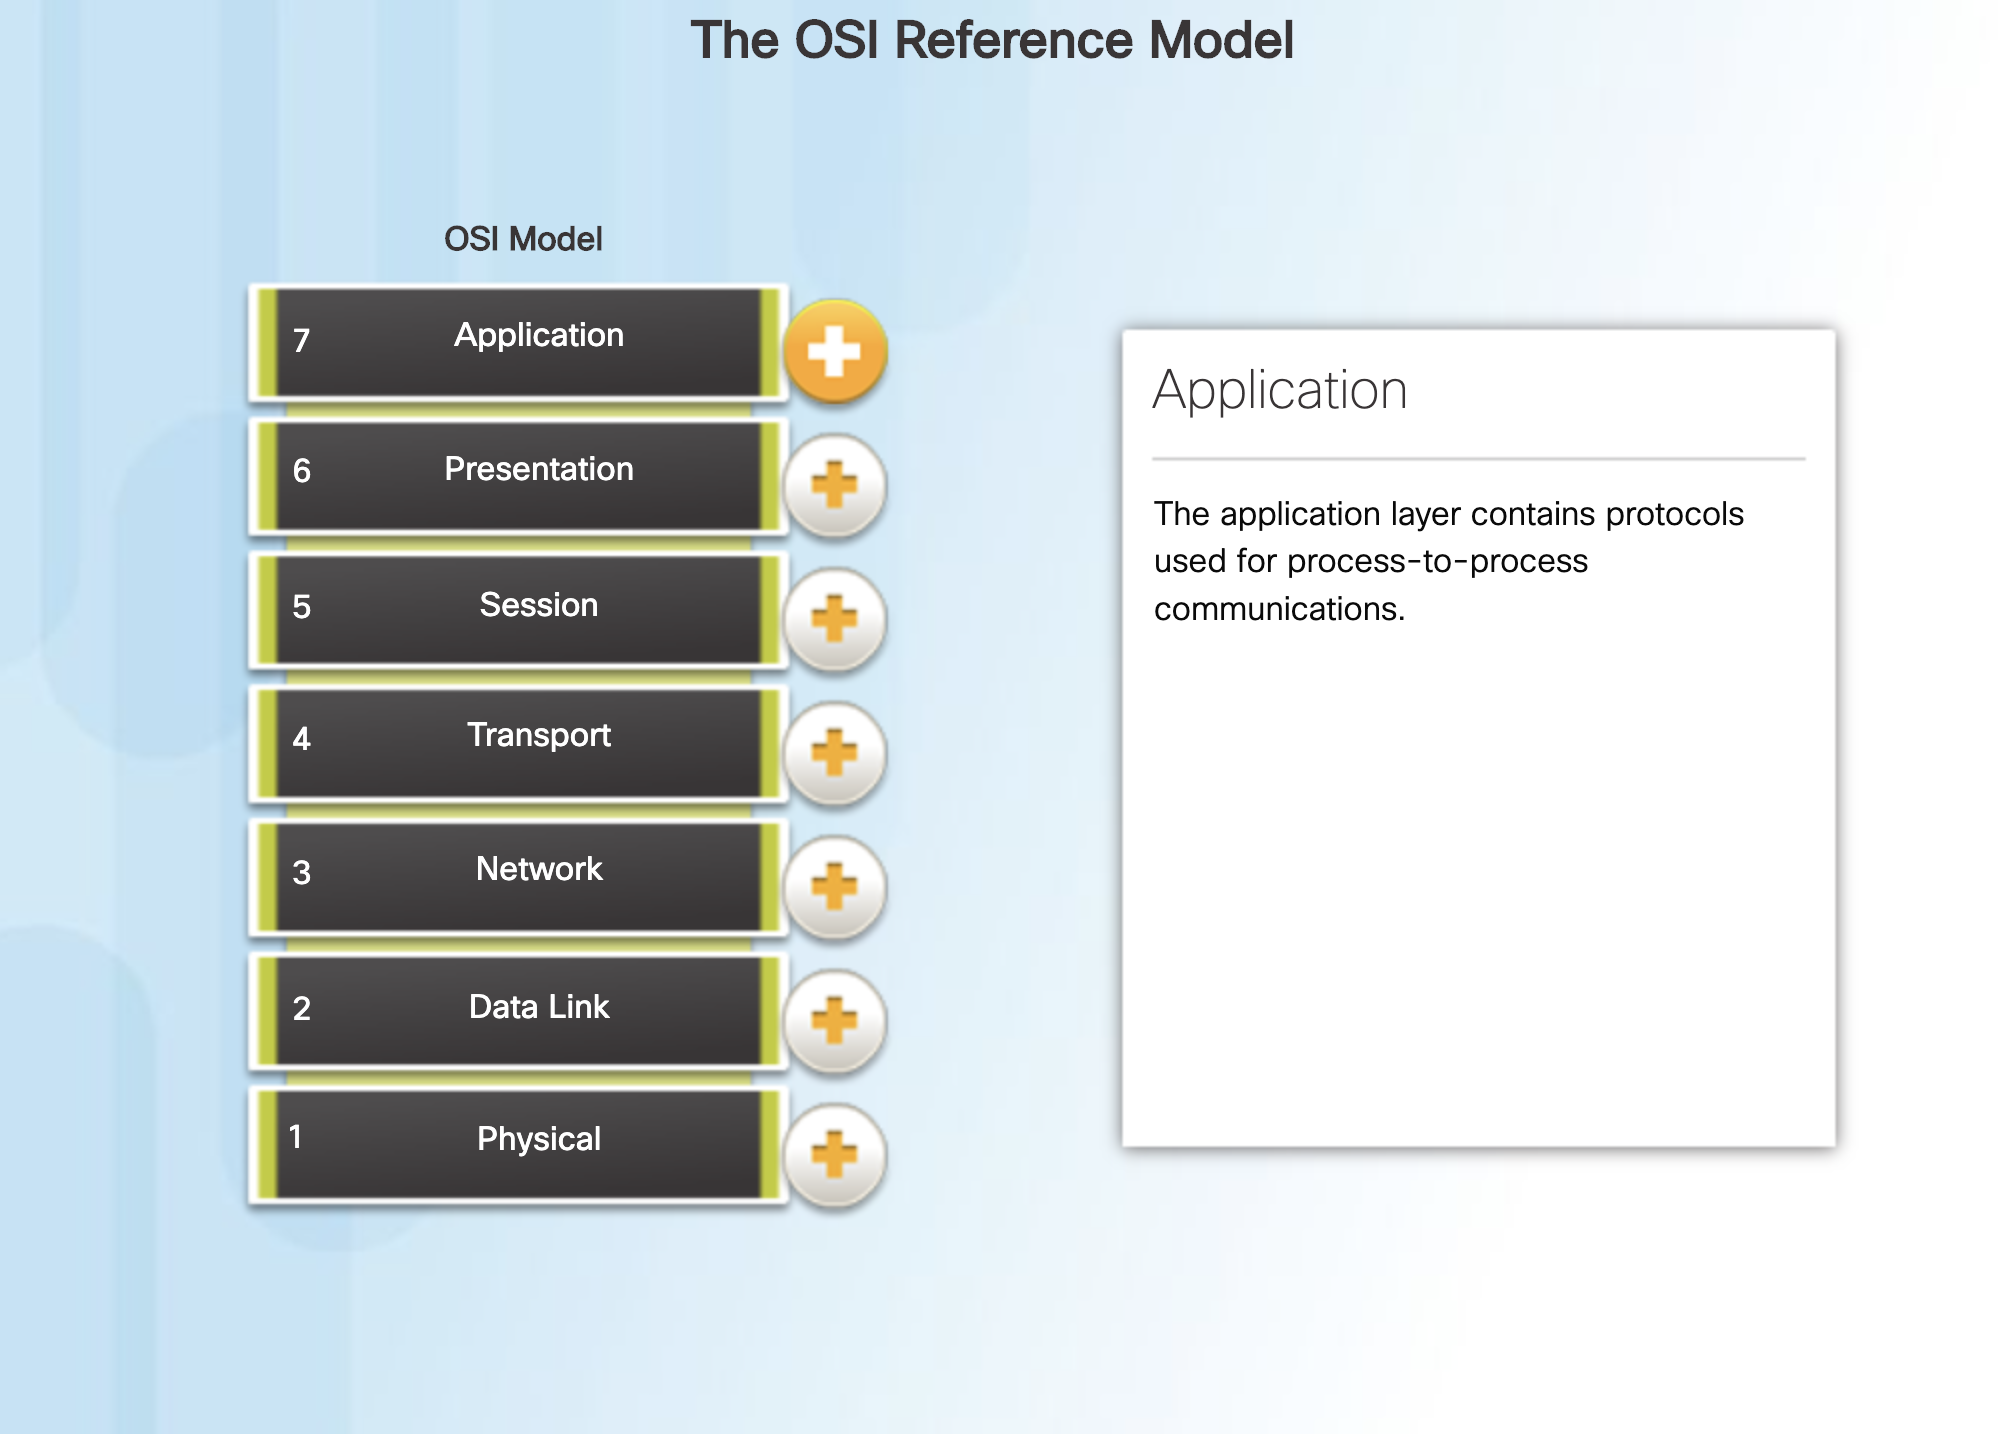 The OSI Reference Model
OSI Model
7 Application
6 Presentation
5 Session
4 Transport
3 Network
2 Data Link
1 Physical
Application
The application layer contains protocols
used for process-to-process
communications.